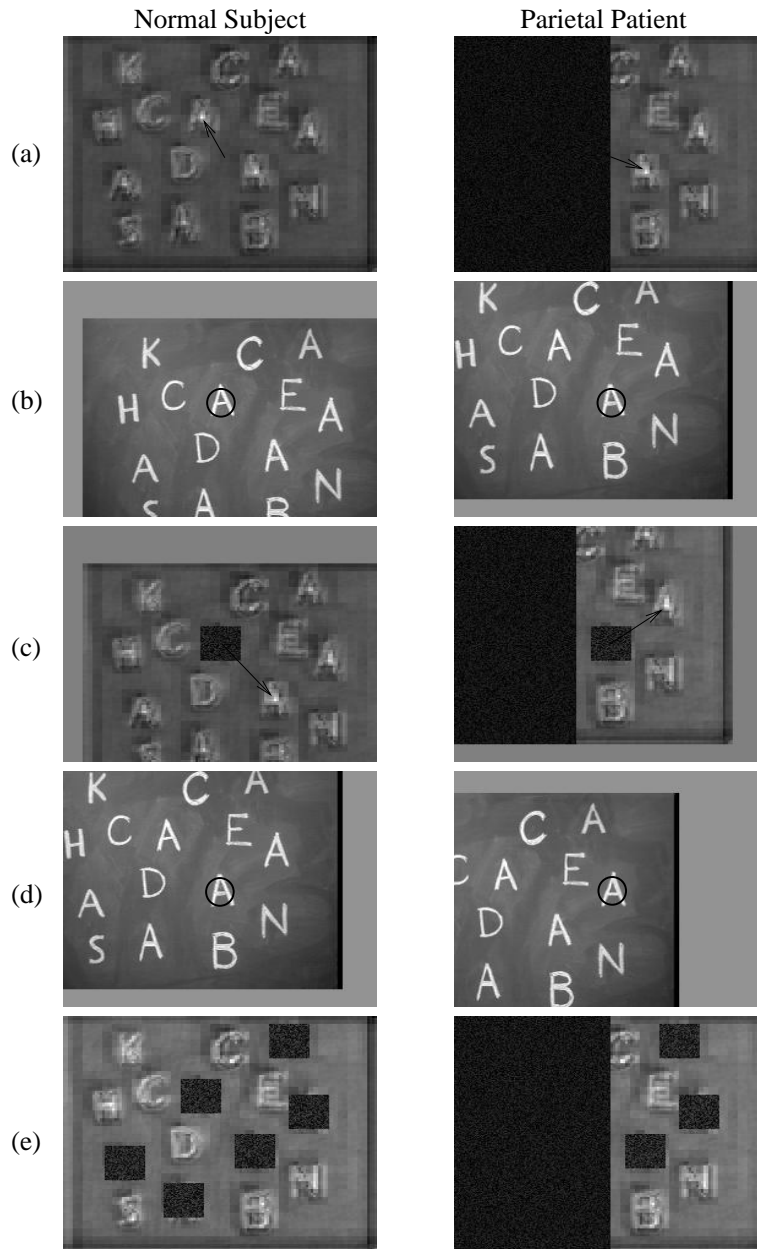 Normal Subject
Parietal Patient
(a)
K C A
H C A E A
D A
A N
S A B
C A
E A
A N
B
(b)
K C A
H C A E A
D A
A N
S A B
K C A
H C A E A
D A
A N
S A B
(c)
K C A
H C E A
D A
A N
S A B
C A
E A
N
B
(d)
K C A
H C A E A
D A
A N
S A B
C A
C A E A
D A
N
A B
(e)
K C
H C E
D
N
S B
C
E
N
B